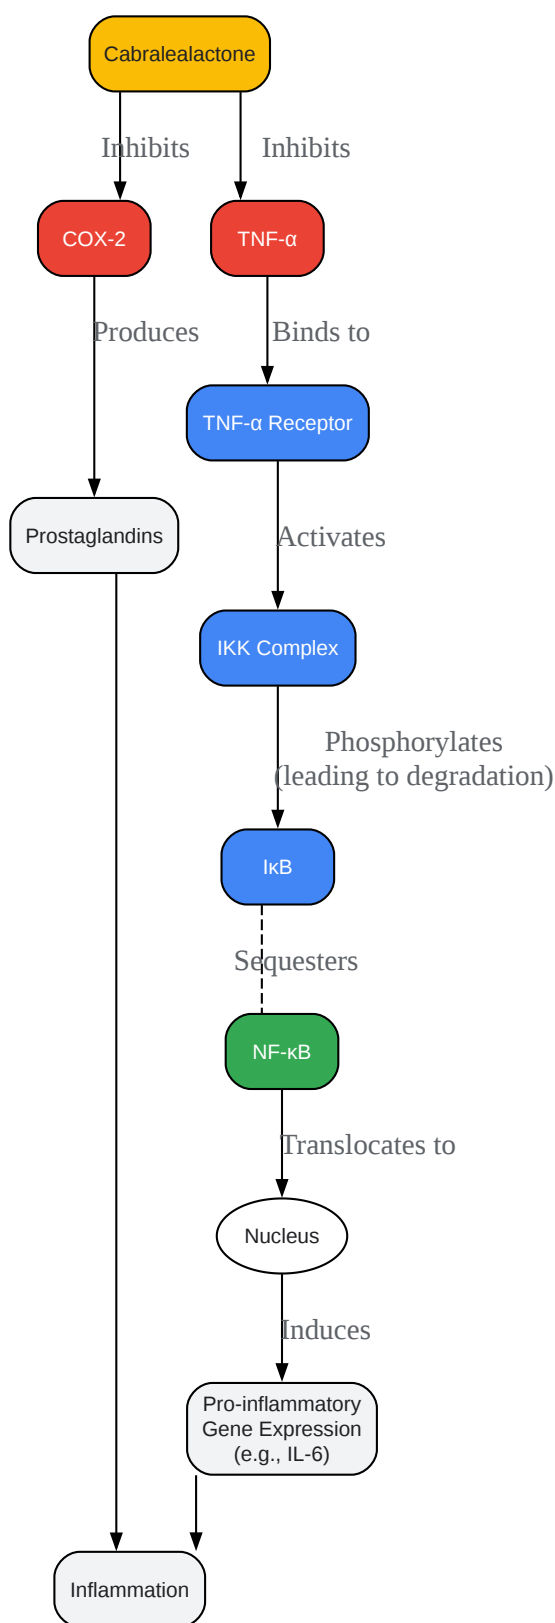 Cabralealactone
Inhibits
Inhibits
COX-2
TNF-α
Produces
Binds to
TNF-α Receptor
Prostaglandins
Activates
IKK Complex
Phosphorylates
(leading to degradation)
IκB
Sequesters
NF-κB
Translocates to
Nucleus
Induces
Pro-inflammatory
Gene Expression
(e.g., IL-6)
Inflammation